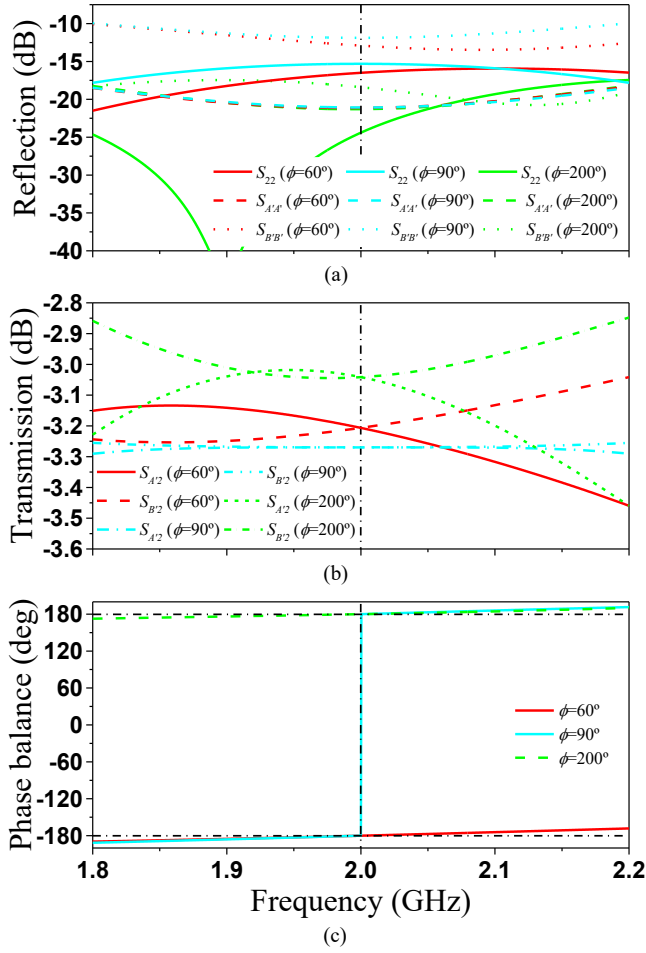 -10
-15
-20
-25
-30
-35
-40
Reflection (dB)
S22 (ϕ=60º) S22 (ϕ=90º) S22 (ϕ=200º)
SA'A' (ϕ=60º) SA'A' (ϕ=90º) SA'A' (ϕ=200º)
SB'B' (ϕ=60º) SB'B' (ϕ=90º) SB'B' (ϕ=200º)
(a)
-2.8
-2.9
-3.0
-3.1
-3.2
-3.3
-3.4
-3.5
-3.6
Transmission (dB)
SA'2 (ϕ=60º) SB'2 (ϕ=90º)
SB'2 (ϕ=60º) SA'2 (ϕ=200º)
SA'2 (ϕ=90º) SB'2 (ϕ=200º)
(b)
180
120
60
0
-60
-120
-180
Phase balance (deg)
ϕ=60º
ϕ=90º
ϕ=200º
1.8 1.9 2.0 2.1 2.2
Frequency (GHz)
(c)